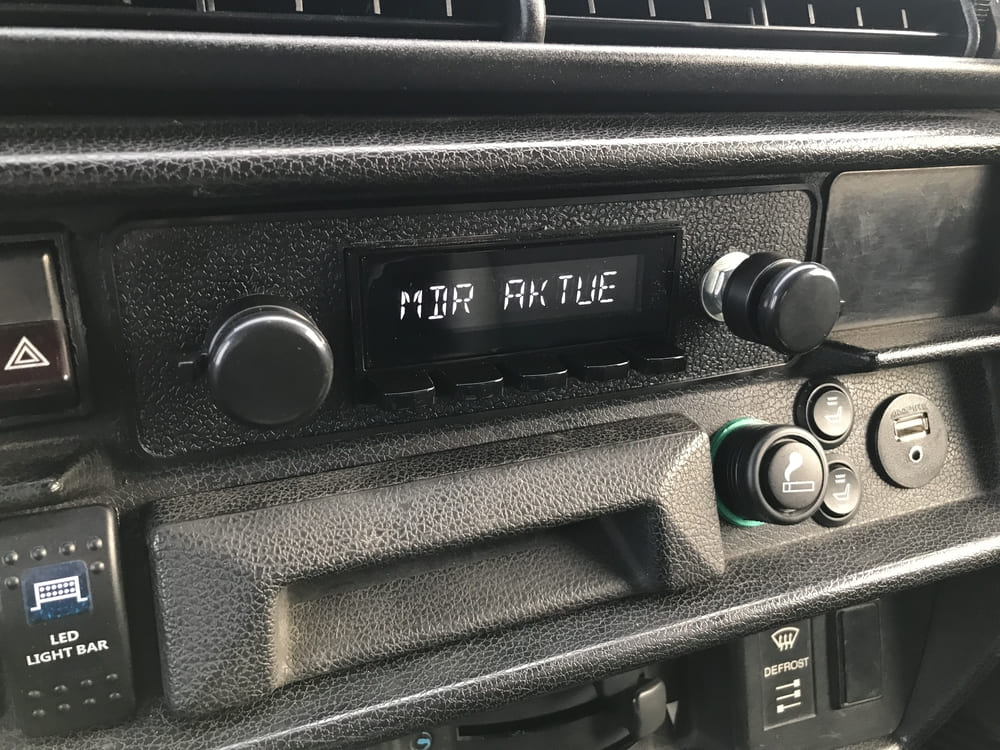 MDR AKTUE
LED
LIGHT BAR
DEFROST